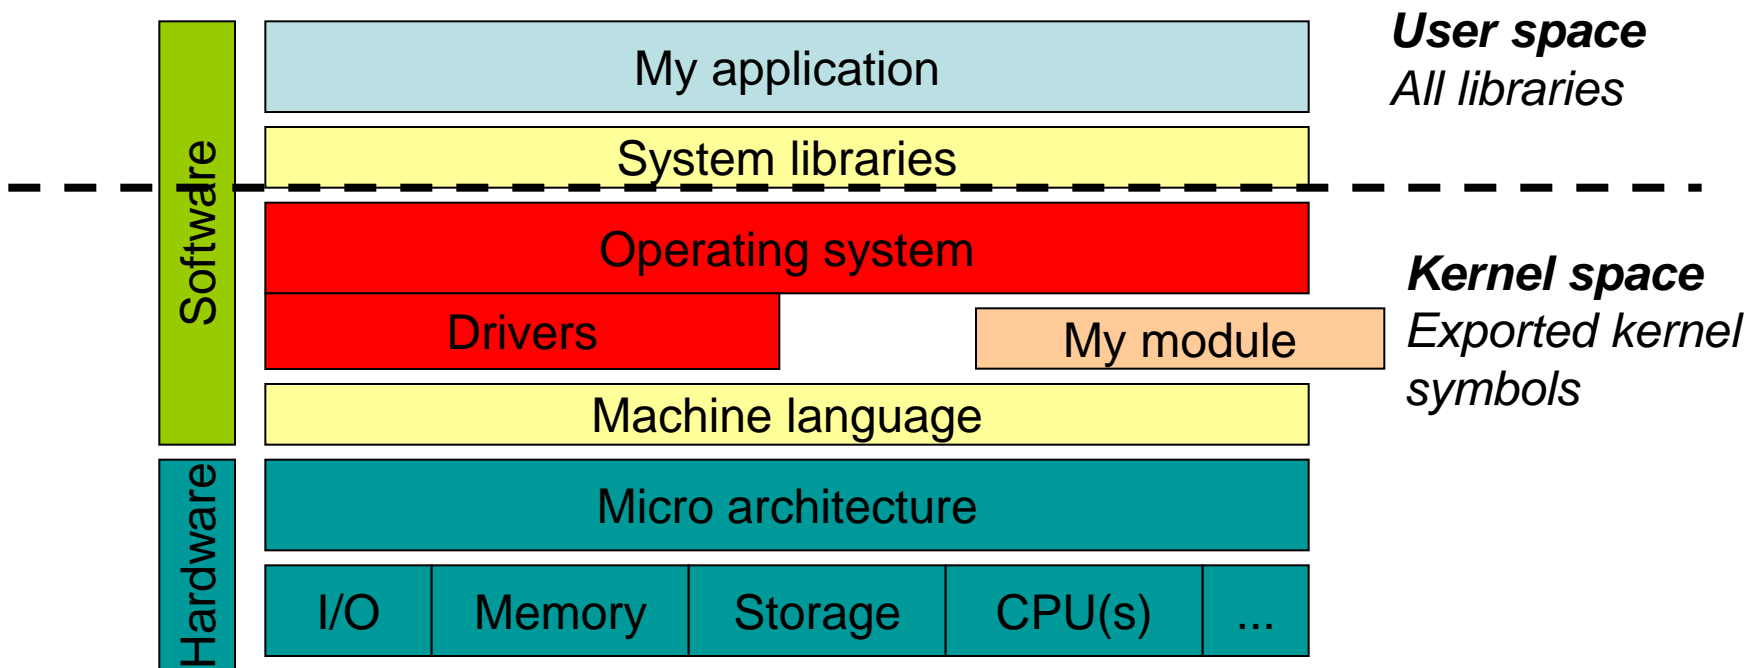 User space
All libraries
My application
System libraries
Software
Operating system
Kernel space
Exported kernel
symbols
Drivers
My module
Machine language
Hardware
Micro architecture
I/O
Memory
Storage
CPU(s)
...